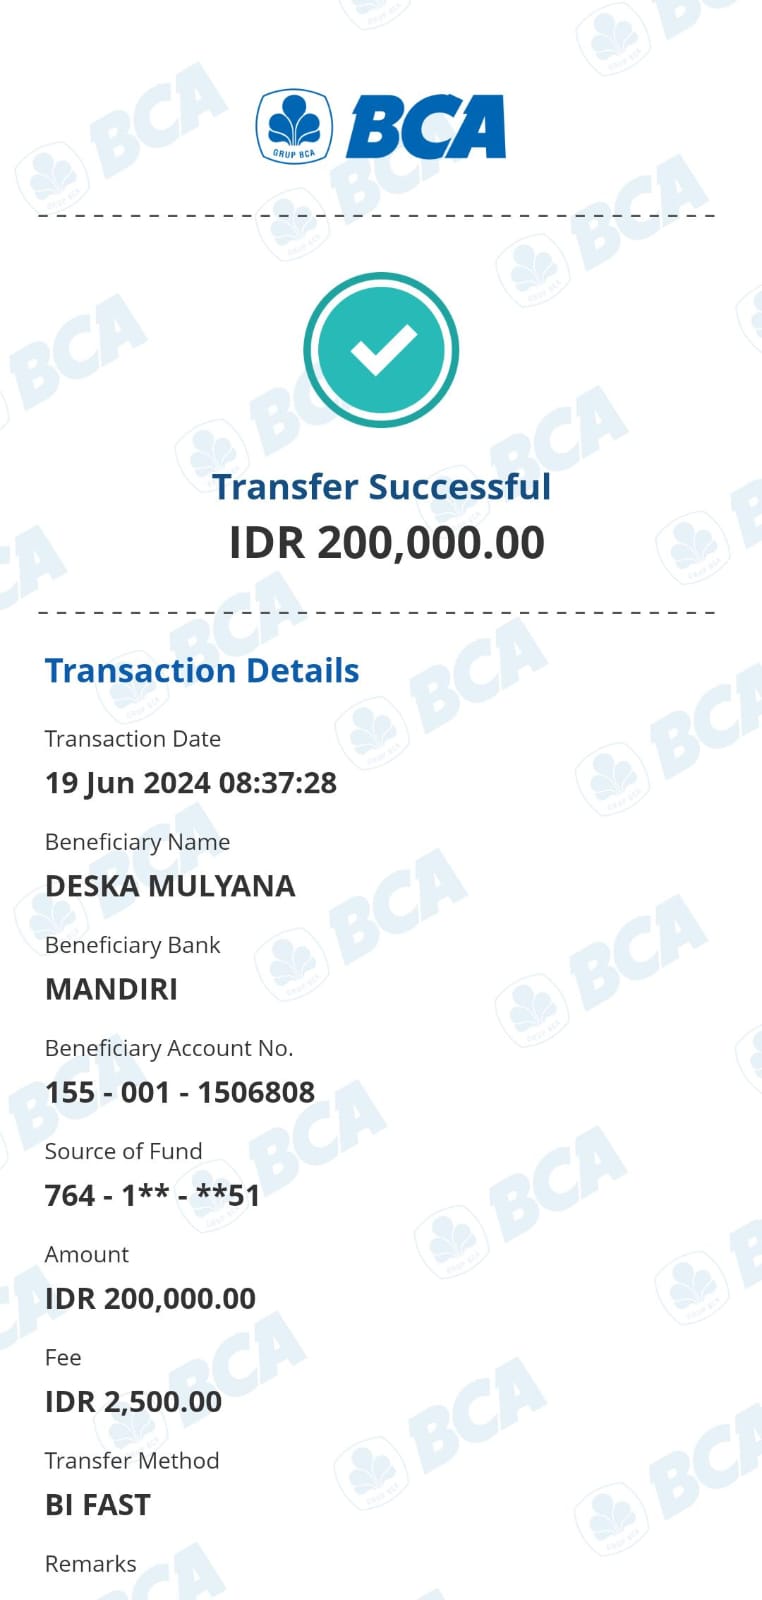 GRUP BCA
BCA
Transfer Successful
IDR 200,000.00
Transaction Details
Transaction Date
19 Jun 2024 08:37:28
Beneficiary Name
DESKA MULYANA
Beneficiary Bank
MANDIRI
Beneficiary Account No.
155 - 001 - 1506808
Source of Fund
764 - 1** - **51
Amount
IDR 200,000.00
Fee
IDR 2,500.00
Transfer Method
BI FAST
Remarks